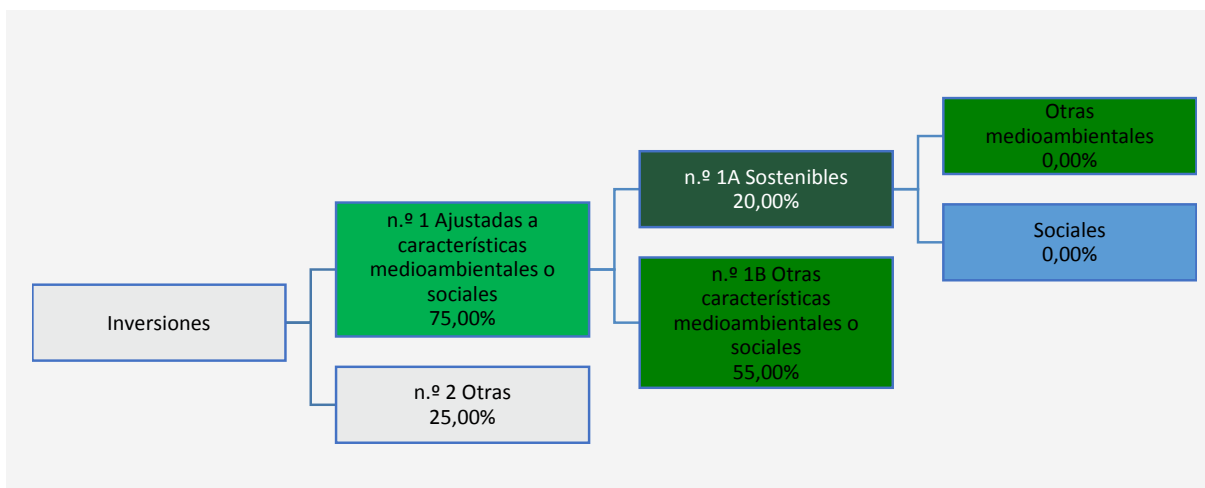 Inversiones
n.º 1 Ajustadas a
características
medioambientales o
sociales
75,00%
n.º 2 Otras
25,00%
n.º 1A Sostenibles
20,00%
n.º 1B Otras
características
medioambientales o
sociales
55,00%
Otras
medioambientales
0,00%
Sociales
0,00%